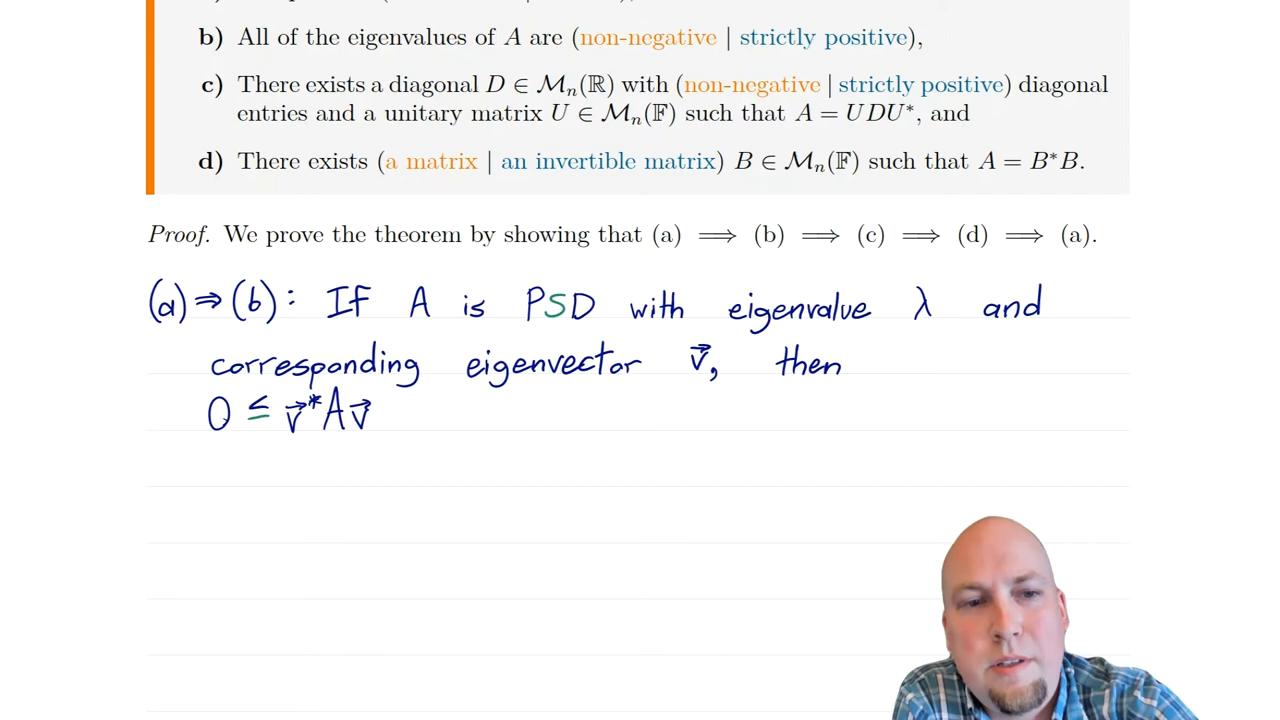 b) All of the eigenvalues of A are (non-negative | strictly positive),
c) There exists a diagonal D ∈ ℳₙ(ℝ) with (non-negative | strictly positive) diagonal
entries and a unitary matrix U ∈ ℳₙ(𝔽) such that A = UDU*, and
d) There exists (a matrix | an invertible matrix) B ∈ ℳₙ(𝔽) such that A = B*B.
Proof. We prove the theorem by showing that (a) ⟹ (b) ⟹ (c) ⟹ (d) ⟹ (a).
(a)⇒(b): If A is PSD with eigenvalue λ and
corresponding eigenvector v⃗, then
0 ≤ v⃗*Av⃗